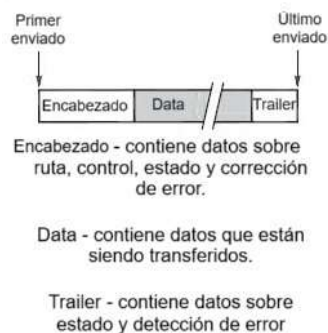 Primer
enviado
Último
enviado
Encabezado
Data
Trailer
Encabezado - contiene datos sobre
ruta, control, estado y corrección
de error.
Data - contiene datos que están
siendo transferidos.
Trailer - contiene datos sobre
estado y detección de error